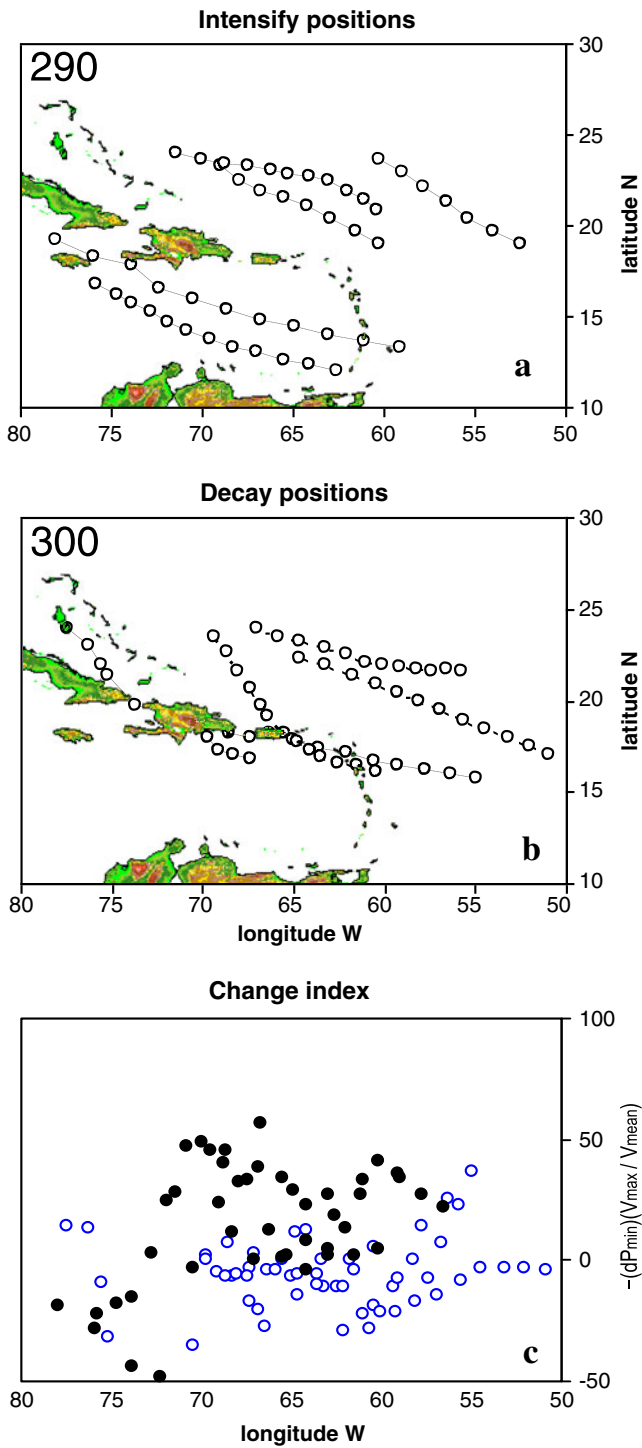 Intensify positions
290
30
25
20
15
10
latitude N
a
80 75 70 65 60 55 50
Decay positions
300
30
25
20
15
10
latitude N
b
80 75 70 65 60 55 50
longitude W
Change index
100
50
0
-50
−(dPmin)(Vmax / Vmean)
c
80 75 70 65 60 55 50
longitude W